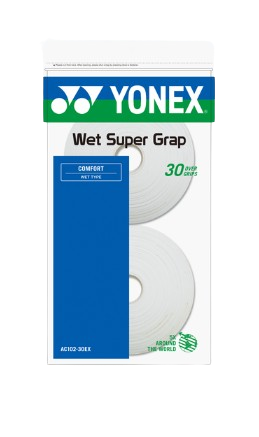 YONEX
Wet Super Grap
30 OVER GRIPS
COMFORT
WET TYPE
AC102-30EX
AROUND
THE WORLD